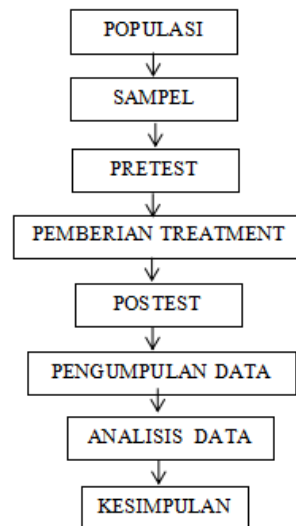 POPULASI
SAMPEL
PRETEST
PEMBERIAN TREATMENT
POSTEST
PENGUMPULAN DATA
ANALISIS DATA
KESIMPULAN